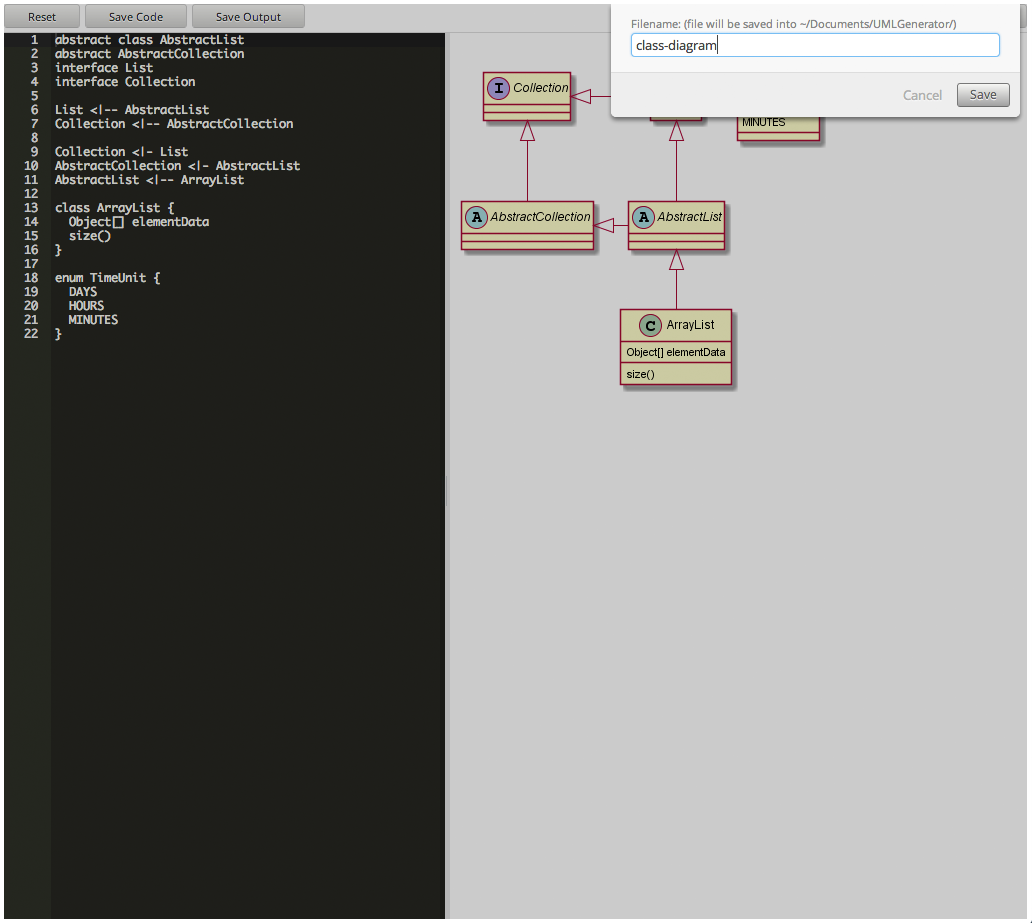 Reset Save Code Save Output
Filename: (file will be saved into ~/Documents/UMLGenerator/)
class-diagram
Cancel Save
1 abstract class AbstractList
2 abstract AbstractCollection
3 interface List
4 interface Collection
5
6 List <|-- AbstractList
7 Collection <|-- AbstractCollection
8
9 Collection <|- List
10 AbstractCollection <|- AbstractList
11 AbstractList <|-- ArrayList
12
13 class ArrayList {
14 Object[] elementData
15 size()
16 }
17
18 enum TimeUnit {
19 DAYS
20 HOURS
21 MINUTES
22 }
I Collection
MINUTES
A AbstractCollection
A AbstractList
C ArrayList
Object[] elementData
size()